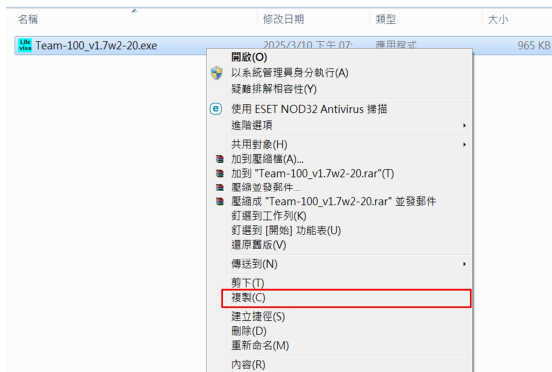 名稱 修改日期 類型 大小
Life
visa
Team-100_v1.7w2-20.exe 2025/3/10 下午 07: 應用程式 965 KB
開啟(O)
以系統管理員身分執行(A)
疑難排解相容性(Y)
使用 ESET NOD32 Antivirus 掃描
進階選項
共用對象(H)
加到壓縮檔(A)...
加到 "Team-100_v1.7w2-20.rar"(T)
壓縮並發郵件...
壓縮成 "Team-100_v1.7w2-20.rar" 並發郵件
釘選到工作列(K)
釘選到 [開始] 功能表(U)
還原舊版(V)
傳送到(N)
剪下(T)
複製(C)
建立捷徑(S)
刪除(D)
重新命名(M)
內容(R)